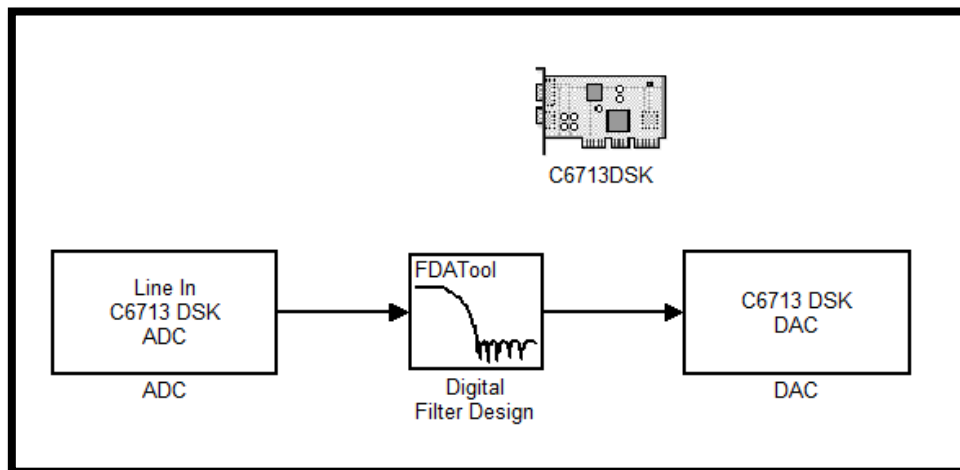 C6713DSK
Line In
C6713 DSK
ADC
ADC
FDATool
Digital
Filter Design
C6713 DSK
DAC
DAC